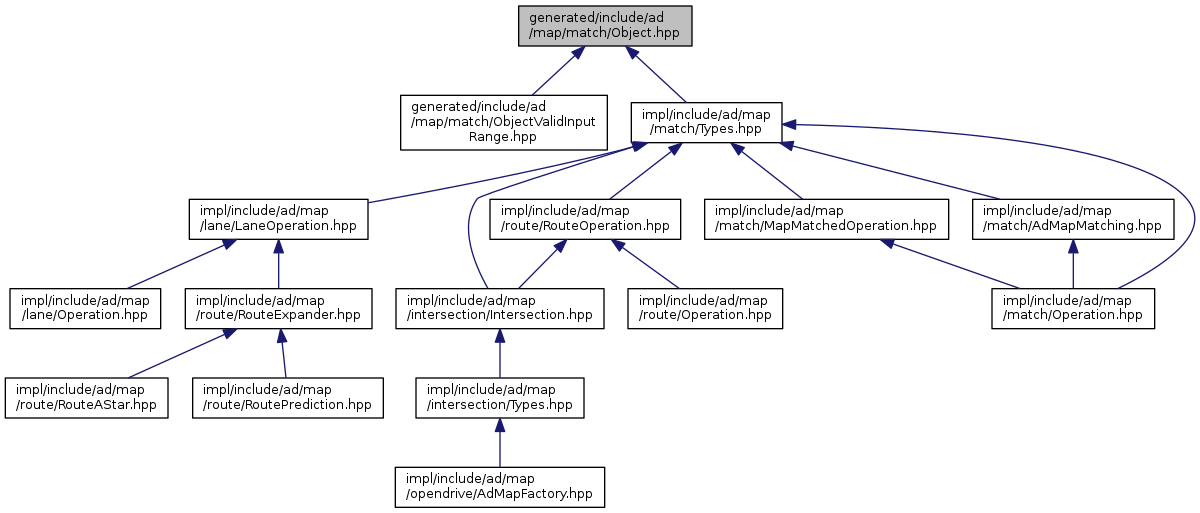 generated/include/ad
/map/match/Object.hpp
generated/include/ad
/map/match/ObjectValidInput
Range.hpp
impl/include/ad/map
/match/Types.hpp
impl/include/ad/map
/lane/LaneOperation.hpp
impl/include/ad/map
/route/RouteOperation.hpp
impl/include/ad/map
/match/MapMatchedOperation.hpp
impl/include/ad/map
/match/AdMapMatching.hpp
impl/include/ad/map
/lane/Operation.hpp
impl/include/ad/map
/route/RouteExpander.hpp
impl/include/ad/map
/intersection/Intersection.hpp
impl/include/ad/map
/route/Operation.hpp
impl/include/ad/map
/match/Operation.hpp
impl/include/ad/map
/route/RouteAStar.hpp
impl/include/ad/map
/route/RoutePrediction.hpp
impl/include/ad/map
/intersection/Types.hpp
impl/include/ad/map
/opendrive/AdMapFactory.hpp